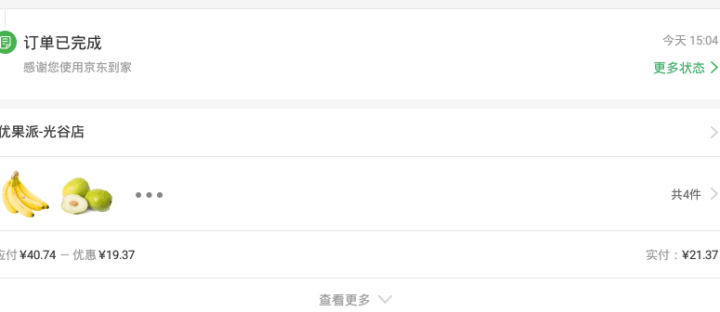 订单已完成
今天 15:04
感谢您使用京东到家
更多状态
优果派-光谷店
共4件
应付 ¥40.74 — 优惠 ¥19.37
实付：¥21.37
查看更多